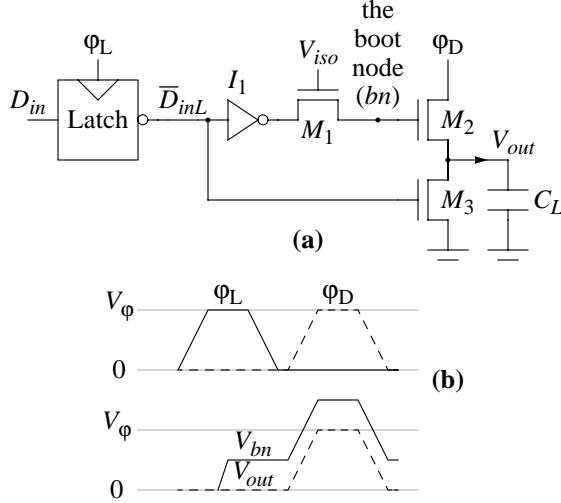 the
boot
node
(bn)
φL
φD
Viso
Din
Latch
D̅inL
I1
M1
M2
Vout
M3
CL
(a)
φL
φD
Vφ
0
(b)
Vφ
Vbn
Vout
0